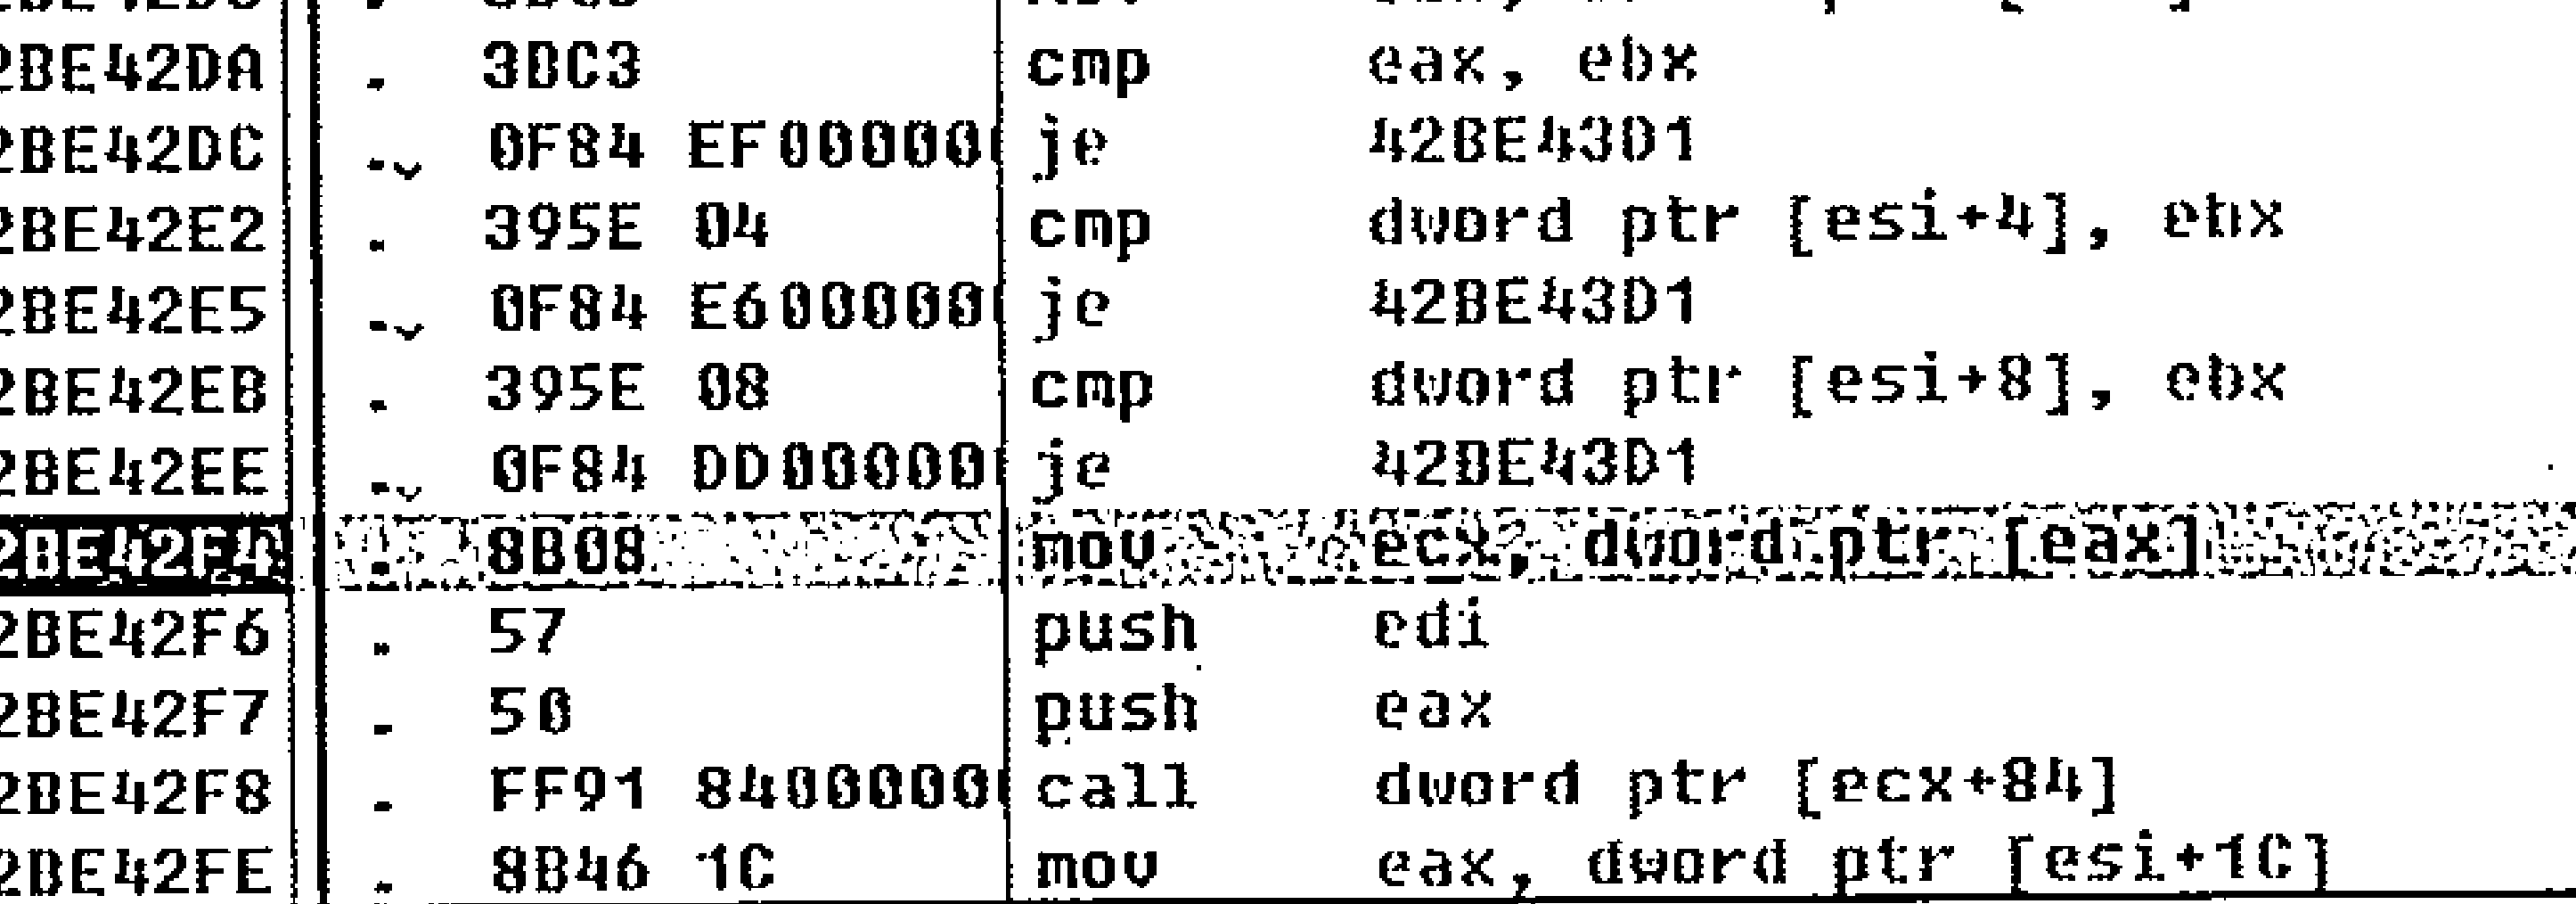 2BE42DA . 3BC3 cmp eax, ebx
2BE42DC .⌄ 0F84 EF00000 je 42BE43D1
2BE42E2 . 395E 04 cmp dword ptr [esi+4], ebx
2BE42E5 .⌄ 0F84 E600000 je 42BE43D1
2BE42EB . 395E 08 cmp dword ptr [esi+8], ebx
2BE42EE .⌄ 0F84 DD00000 je 42BE43D1
2BE42F4 . 8B08 mov ecx, dword ptr [eax]
2BE42F6 . 57 push edi
2BE42F7 . 50 push eax
2BE42F8 . FF91 8400000 call dword ptr [ecx+84]
2BE42FE . 8B46 1C mov eax, dword ptr [esi+1C]